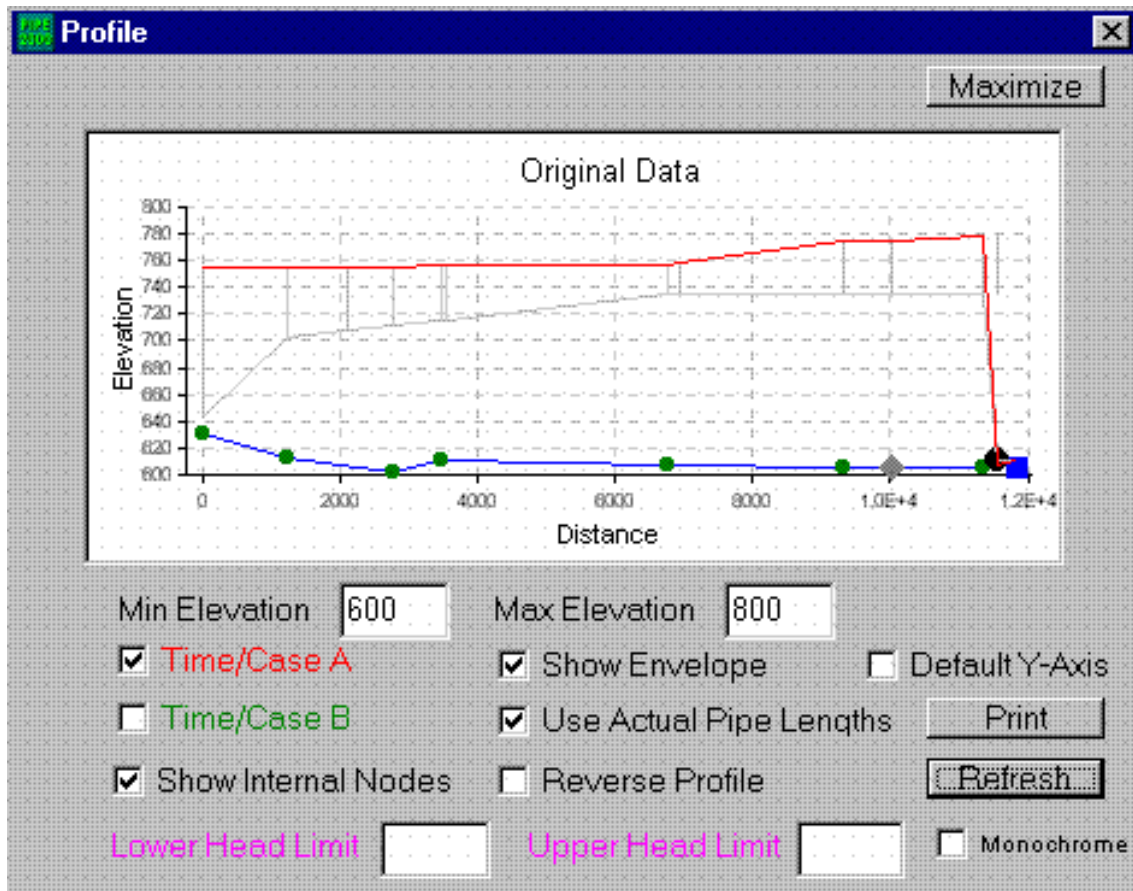 PIPE
2000
Profile
Maximize
Original Data
800
780
760
740
720
700
680
660
640
620
600
Elevation
0
2000
4000
6000
8000
1.0E+4
1.2E+4
Distance
Min Elevation 600 Max Elevation 800
Time/Case A Show Envelope Default Y-Axis
Time/Case B Use Actual Pipe Lengths Print
Show Internal Nodes Reverse Profile Refresh
Lower Head Limit Upper Head Limit Monochrome